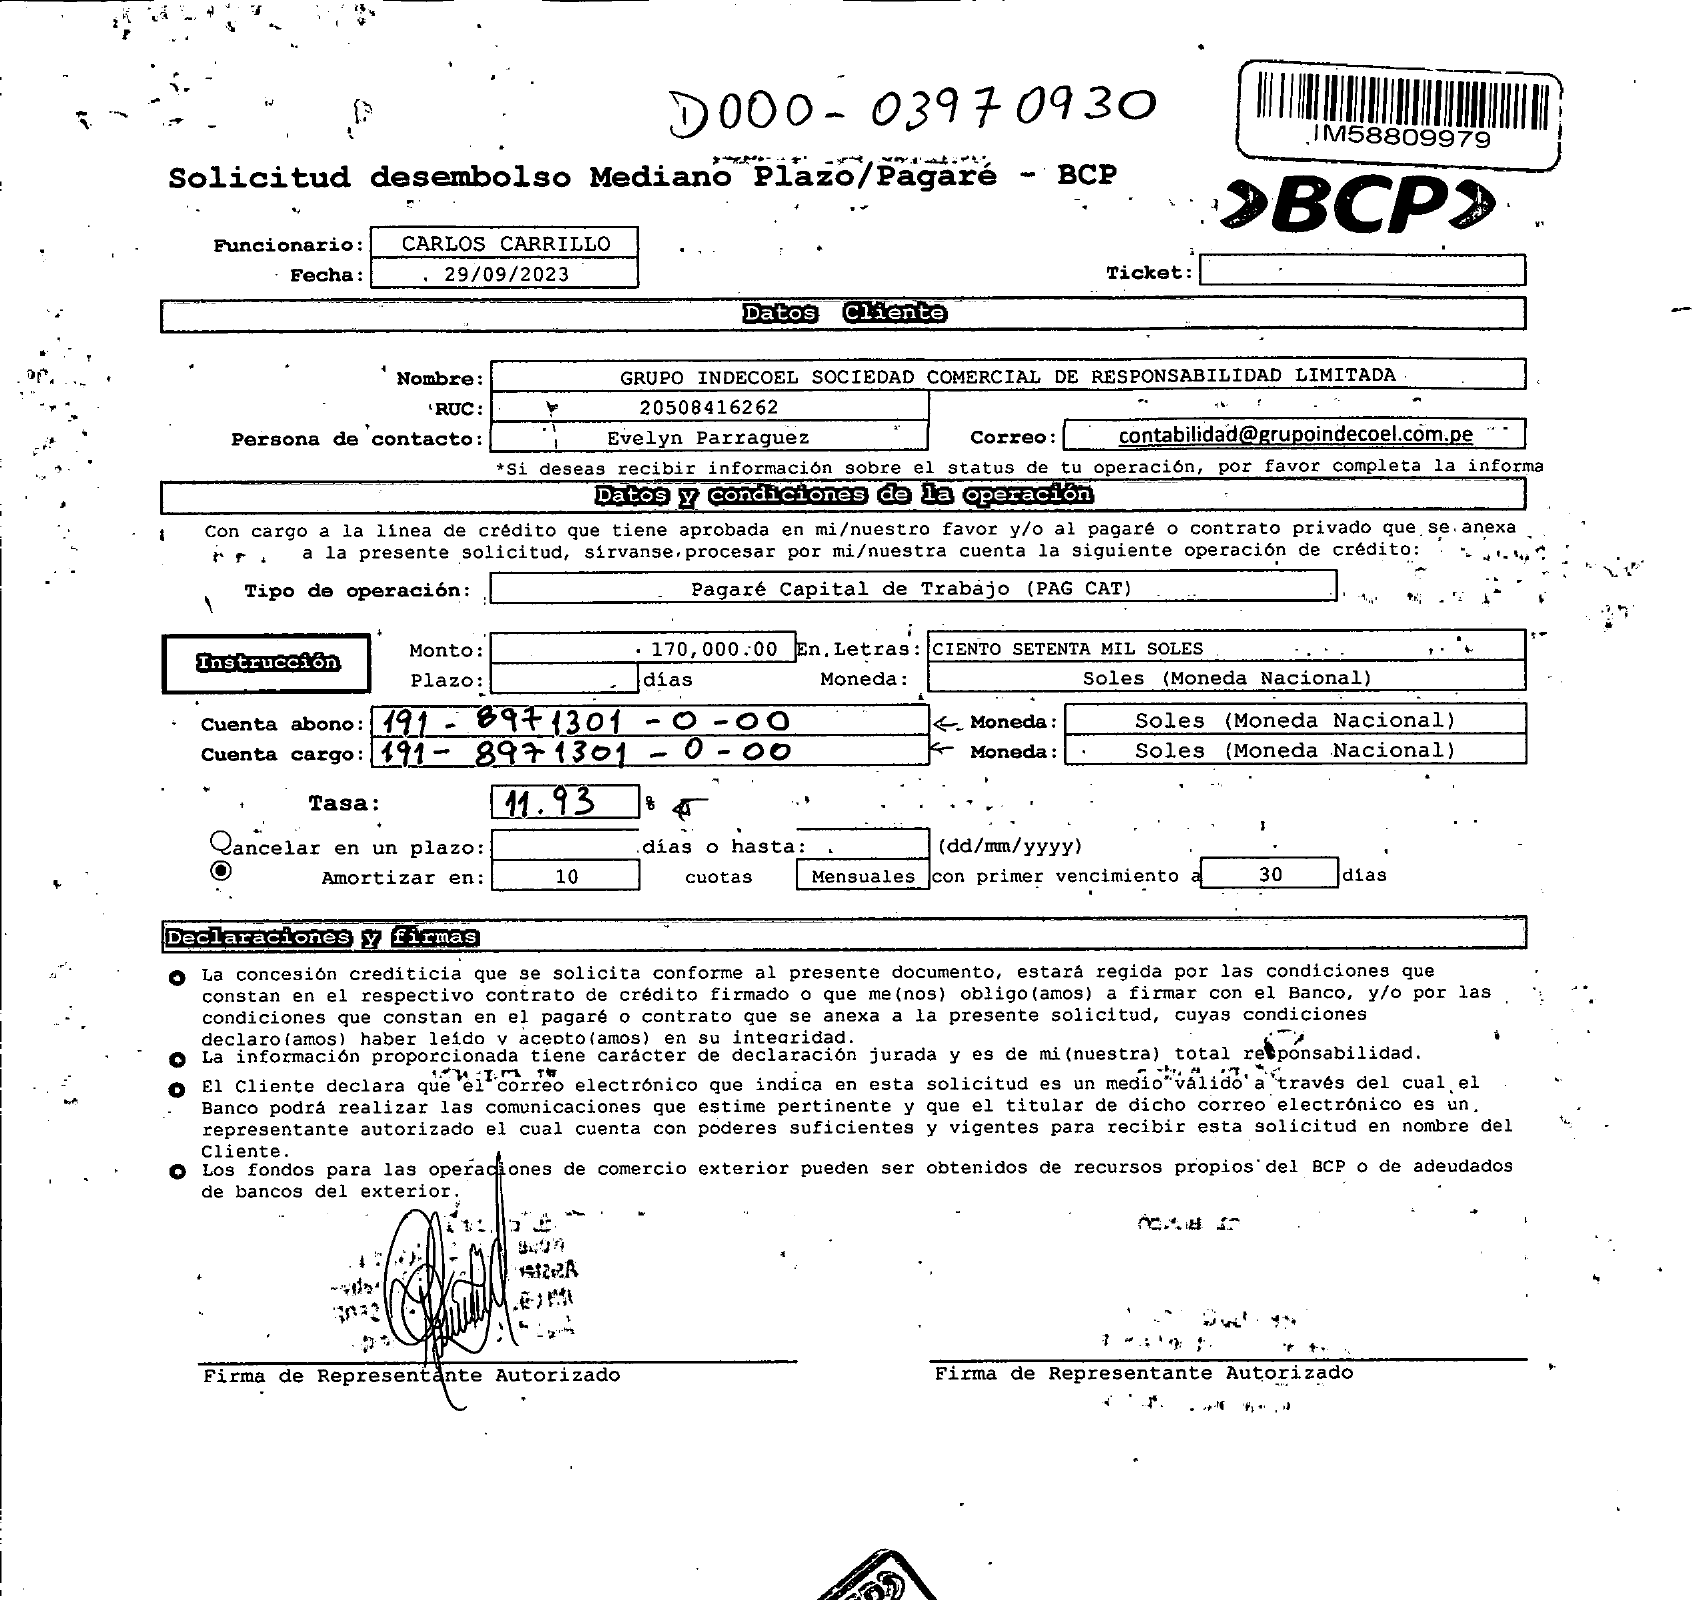 D000-03970930
IM58809979
Solicitud desembolso Mediano Plazo/Pagaré - BCP
BCP
Funcionario: CARLOS CARRILLO
Fecha: 29/09/2023
Ticket:
Datos Cliente
Nombre: GRUPO INDECOEL SOCIEDAD COMERCIAL DE RESPONSABILIDAD LIMITADA
RUC: 20508416262
Persona de contacto: Evelyn Parraguez Correo: contabilidad@grupoindecoel.com.pe
*Si deseas recibir información sobre el status de tu operación, por favor completa la informa
Datos y condiciones de la operación
Con cargo a la línea de crédito que tiene aprobada en mi/nuestro favor y/o al pagaré o contrato privado que se anexa
a la presente solicitud, sírvanse procesar por mi/nuestra cuenta la siguiente operación de crédito:
Tipo de operación: Pagaré Capital de Trabajo (PAG CAT)
Instrucción
Monto: 170,000.00 En Letras: CIENTO SETENTA MIL SOLES
Plazo: días Moneda: Soles (Moneda Nacional)
Cuenta abono: 191-8971301-0-00 Moneda: Soles (Moneda Nacional)
Cuenta cargo: 191-8971301-0-00 Moneda: Soles (Moneda Nacional)
Tasa: 11.93 %
Cancelar en un plazo: días o hasta: (dd/mm/yyyy)
Amortizar en: 10 cuotas Mensuales con primer vencimiento a 30 días
Declaraciones y firmas
La concesión crediticia que se solicita conforme al presente documento, estará regida por las condiciones que
constan en el respectivo contrato de crédito firmado o que me(nos) obligo(amos) a firmar con el Banco, y/o por las
condiciones que constan en el pagaré o contrato que se anexa a la presente solicitud, cuyas condiciones
declaro(amos) haber leído y acepto(amos) en su integridad.
La información proporcionada tiene carácter de declaración jurada y es de mi(nuestra) total responsabilidad.
El Cliente declara que el correo electrónico que indica en esta solicitud es un medio válido a través del cual el
Banco podrá realizar las comunicaciones que estime pertinente y que el titular de dicho correo electrónico es un
representante autorizado el cual cuenta con poderes suficientes y vigentes para recibir esta solicitud en nombre del
Cliente.
Los fondos para las operaciones de comercio exterior pueden ser obtenidos de recursos propios del BCP o de adeudados
de bancos del exterior.
Firma de Representante Autorizado
Firma de Representante Autorizado